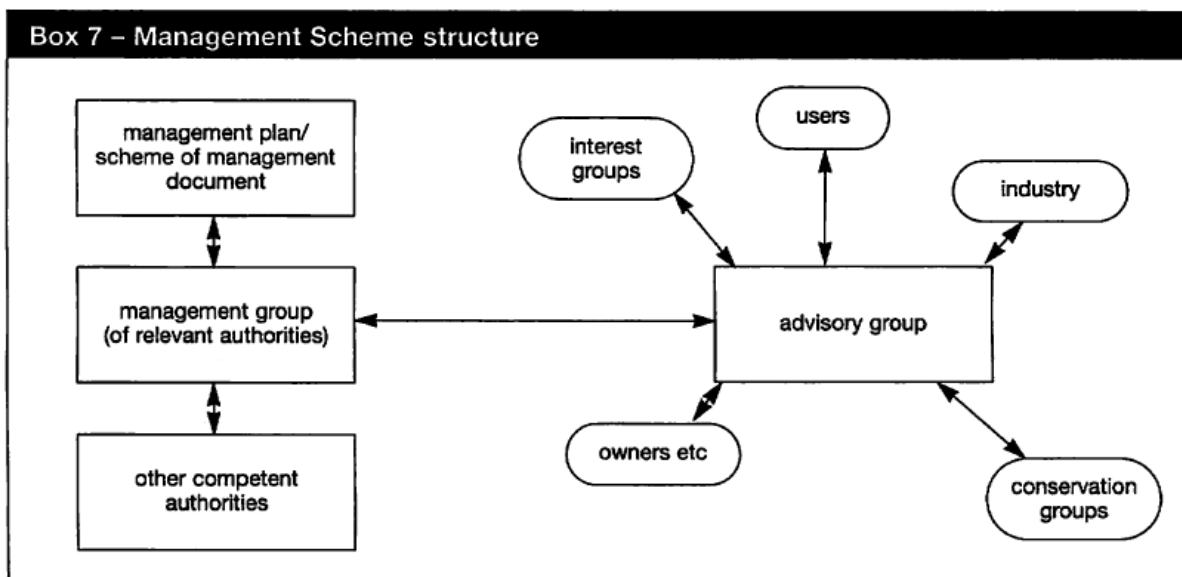 Box 7 – Management Scheme structure
management plan/
scheme of management
document
interest
groups
users
industry
management group
(of relevant authorities)
advisory group
other competent
authorities
owners etc
conservation
groups